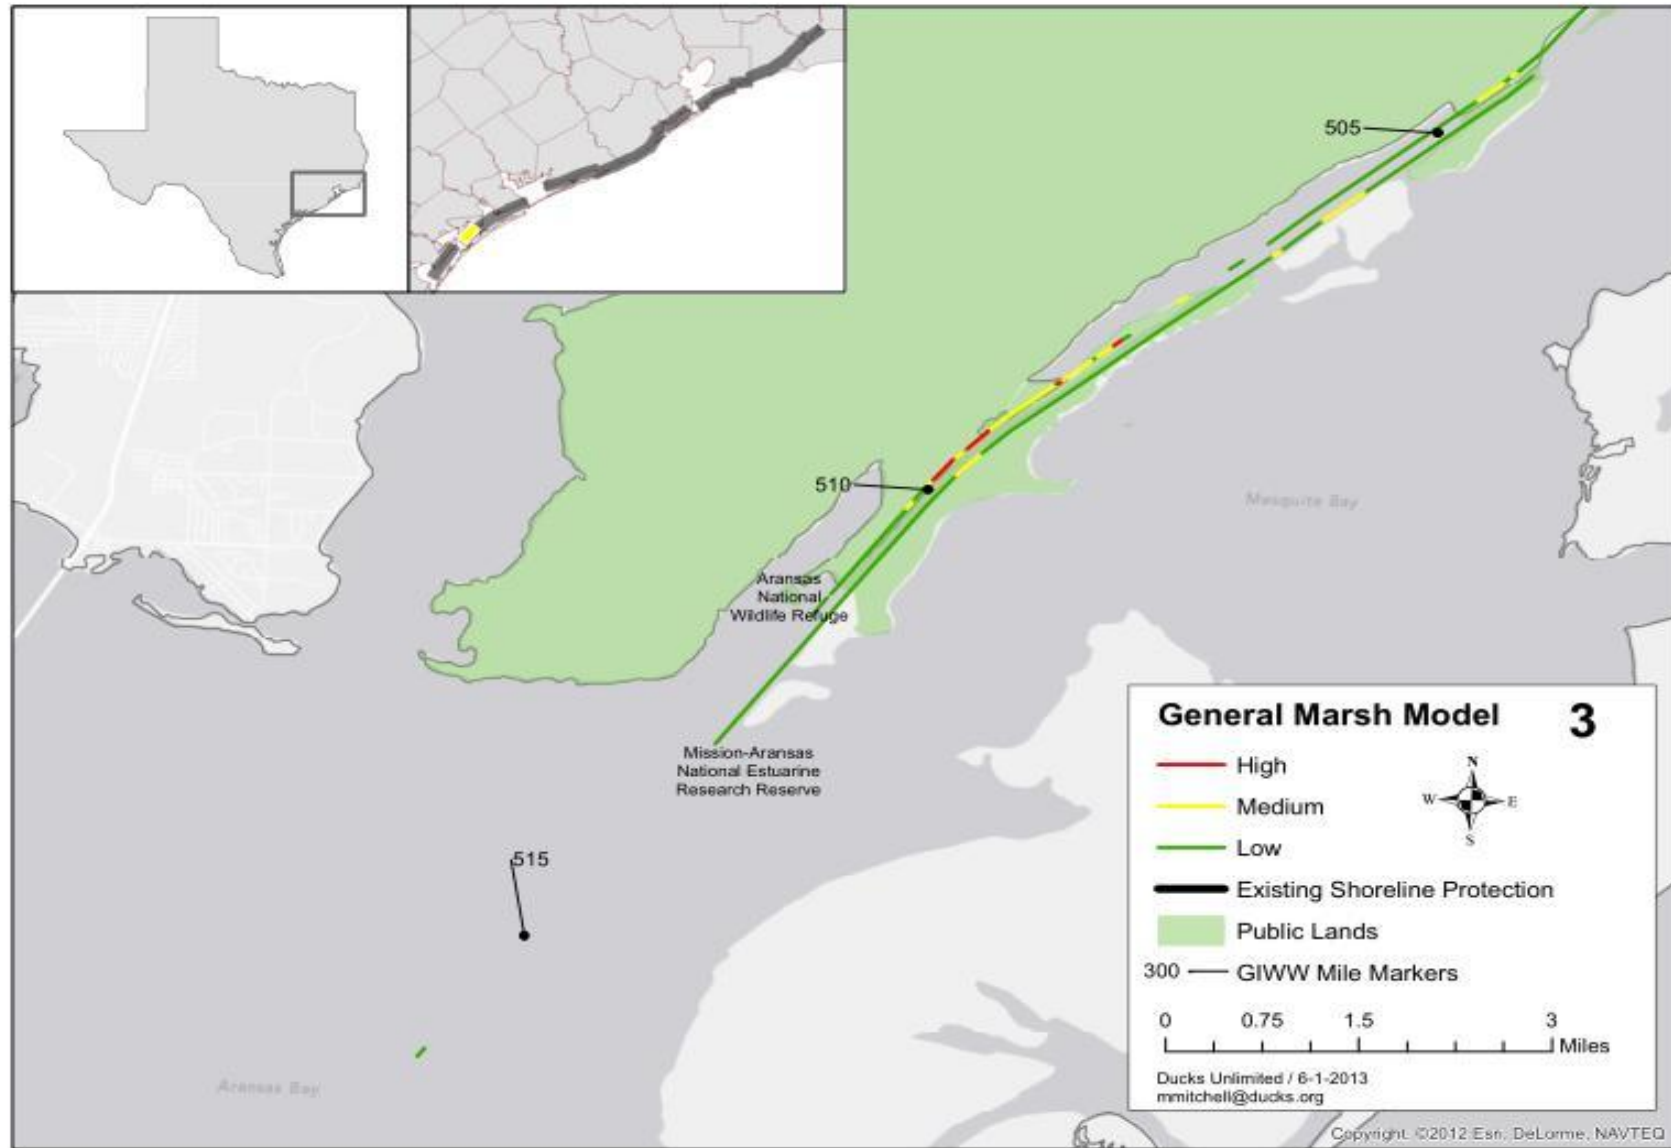 505
510
Mesquite Bay
Aransas
National
Wildlife Refuge
Mission-Aransas
National Estuarine
Research Reserve
515
Aransas Bay
General Marsh Model 3
High
Medium
Low
Existing Shoreline Protection
Public Lands
300 GIWW Mile Markers
N
W E
S
0 0.75 1.5 3
Miles
Ducks Unlimited / 6-1-2013
mmitchell@ducks.org
Copyright: ©2012 Esri, DeLorme, NAVTEQ